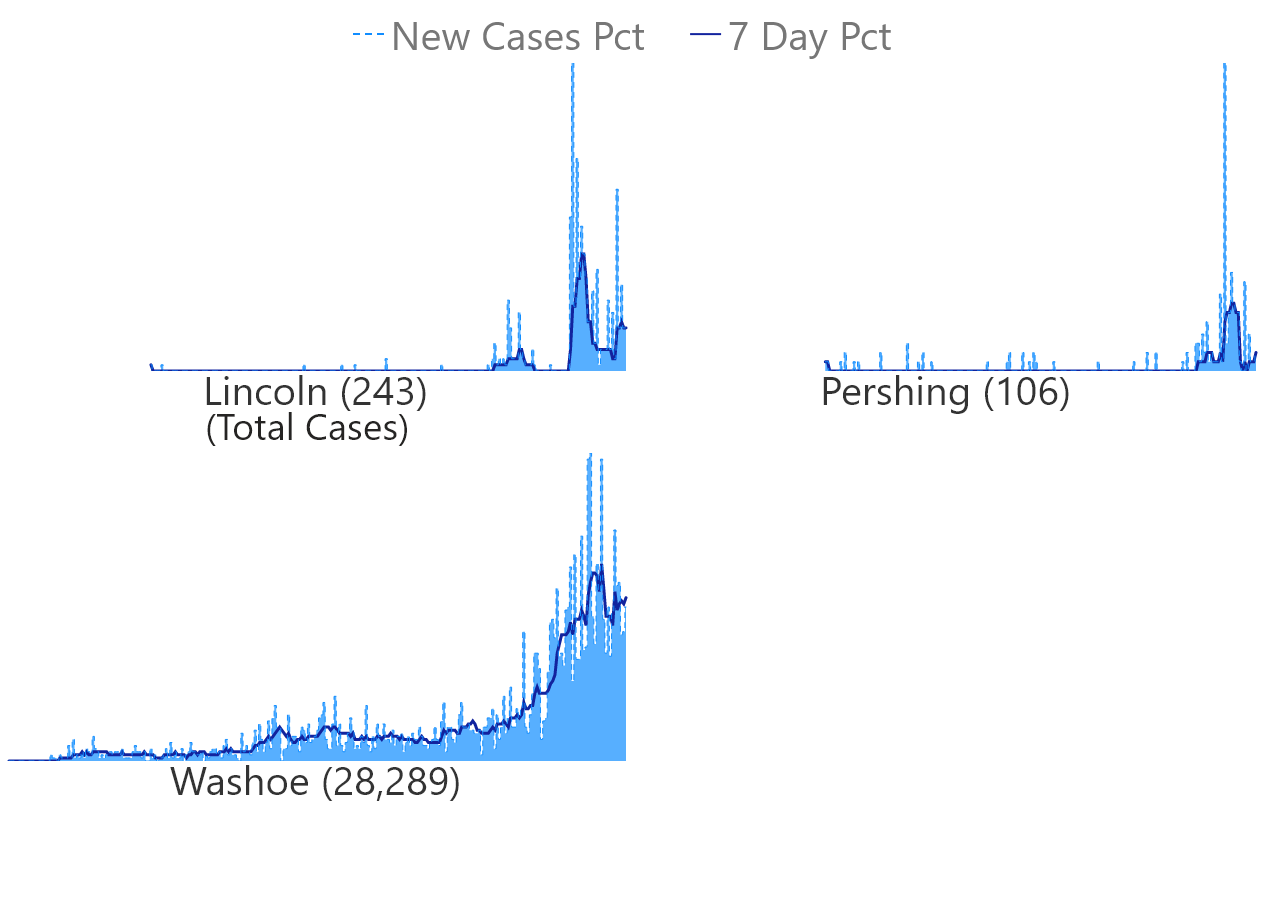 New Cases Pct 7 Day Pct
Lincoln (243)
(Total Cases)
Pershing (106)
Washoe (28,289)